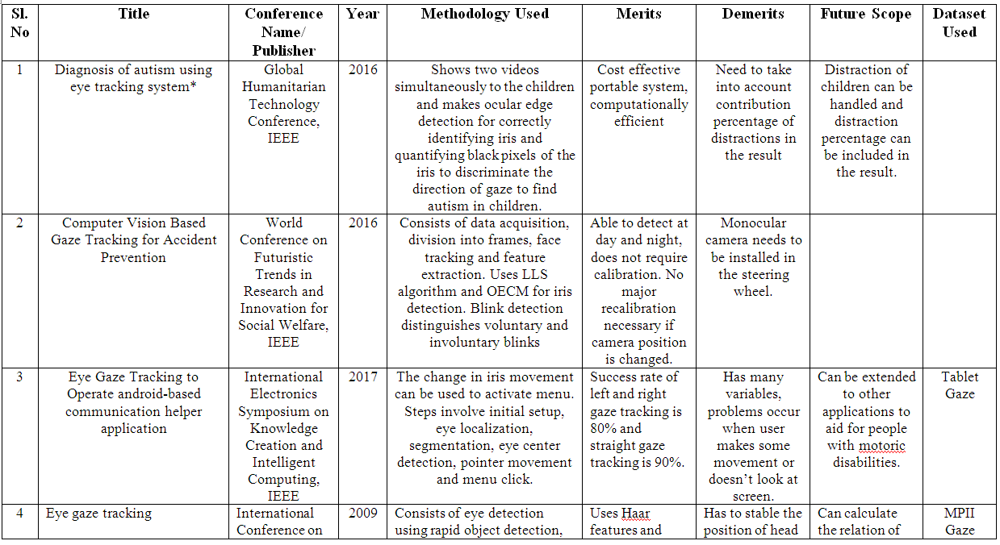 Sl. No
Title
Conference Name/ Publisher
Year
Methodology Used
Merits
Demerits
Future Scope
Dataset Used
1
Diagnosis of autism using
eye tracking system*
Global
Humanitarian
Technology
Conference,
IEEE
2016
Shows two videos
simultaneously to the children
and makes ocular edge
detection for correctly
identifying iris and
quantifying black pixels of the
iris to discriminate the
direction of gaze to find
autism in children.
Cost effective
portable system,
computationally
efficient
Need to take
into account
contribution
percentage of
distractions in
the result
Distraction of
children can be
handled and
distraction
percentage can
be included in
the result.
2
Computer Vision Based
Gaze Tracking for Accident
Prevention
World
Conference on
Futuristic
Trends in
Research and
Innovation for
Social Welfare,
IEEE
2016
Consists of data acquisition,
division into frames, face
tracking and feature
extraction. Uses LLS
algorithm and OECM for iris
detection. Blink detection
distinguishes voluntary and
involuntary blinks
Able to detect at
day and night,
does not require
calibration. No
major
recalibration
necessary if
camera position
is changed.
Monocular
camera needs to
be installed in
the steering
wheel.
3
Eye Gaze Tracking to
Operate android-based
communication helper
application
International
Electronics
Symposium on
Knowledge
Creation and
Intelligent
Computing,
IEEE
2017
The change in iris movement
can be used to activate menu.
Steps involve initial setup,
eye localization,
segmentation, eye center
detection, pointer movement
and menu click.
Success rate of
left and right
gaze tracking is
80% and
straight gaze
tracking is 90%.
Has many
variables,
problems occur
when user
makes some
movement or
doesn’t look at
screen.
Can be extended
to other
applications to
aid for people
with motoric
disabilities.
Tablet
Gaze
4
Eye gaze tracking
International
Conference on
2009
Consists of eye detection
using rapid object detection,
Uses Haar
features and
Has to stable the
position of head
Can calculate
the relation of
MPII
Gaze